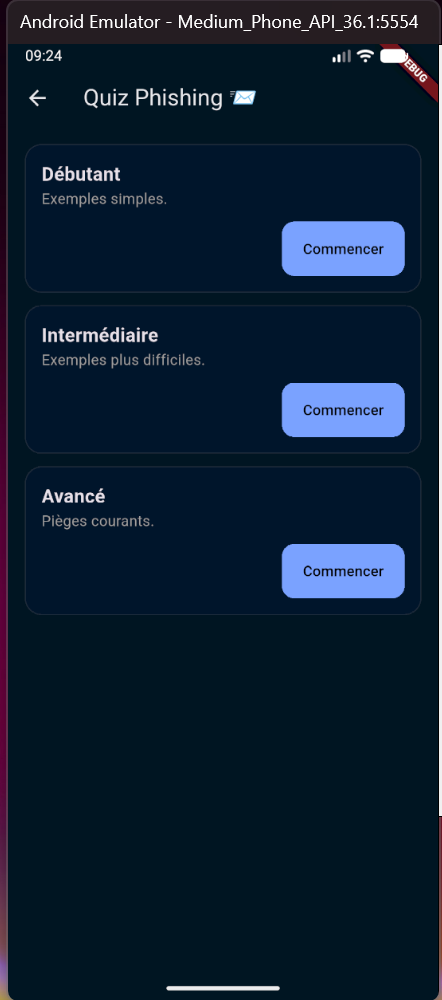 Android Emulator - Medium_Phone_API_36.1:5554
09:24
Quiz Phishing 📨
Débutant
Exemples simples.
Commencer
Intermédiaire
Exemples plus difficiles.
Commencer
Avancé
Pièges courants.
Commencer